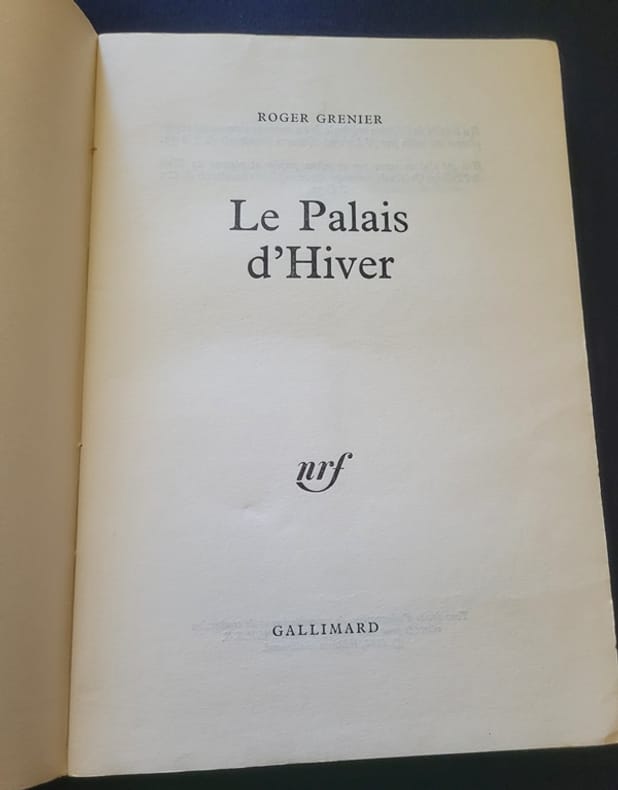 ROGER GRENIER
Le Palais
d'Hiver
nrf
GALLIMARD